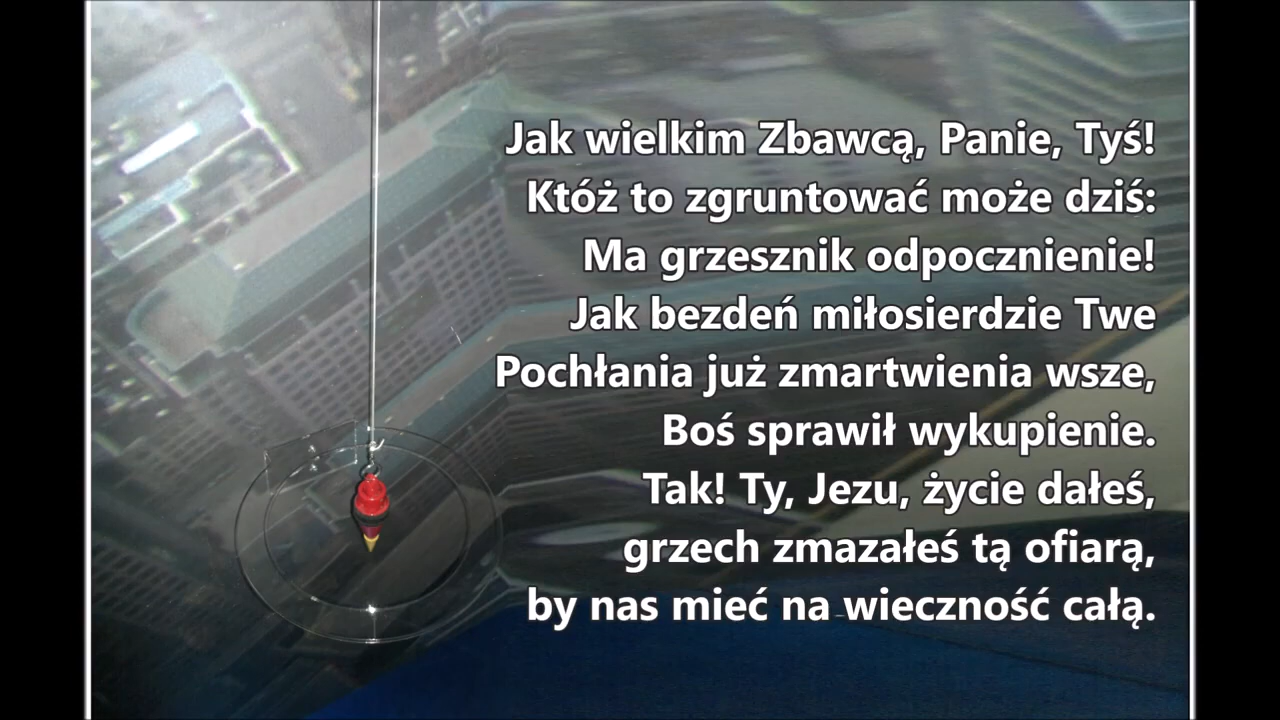 Jak wielkim Zbawcą, Panie, Tyś!
Któż to zgruntować może dziś:
Ma grzesznik odpocznienie!
Jak bezdeń miłosierdzie Twe
Pochłania już zmartwienia wsze,
Boś sprawił wykupienie.
Tak! Ty, Jezu, życie dałeś,
grzech zmazałeś tą ofiarą,
by nas mieć na wieczność całą.